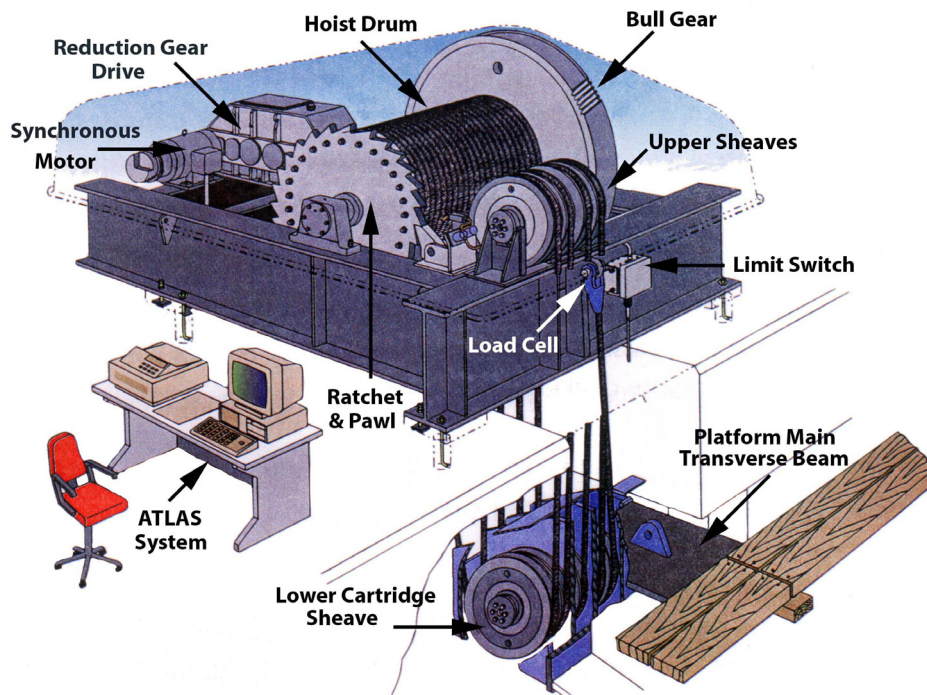 Hoist Drum
Bull Gear
Reduction Gear
Drive
Synchronous
Motor
Upper Sheaves
Limit Switch
Load Cell
Ratchet
& Pawl
Platform Main
Transverse Beam
ATLAS
System
Lower Cartridge
Sheave